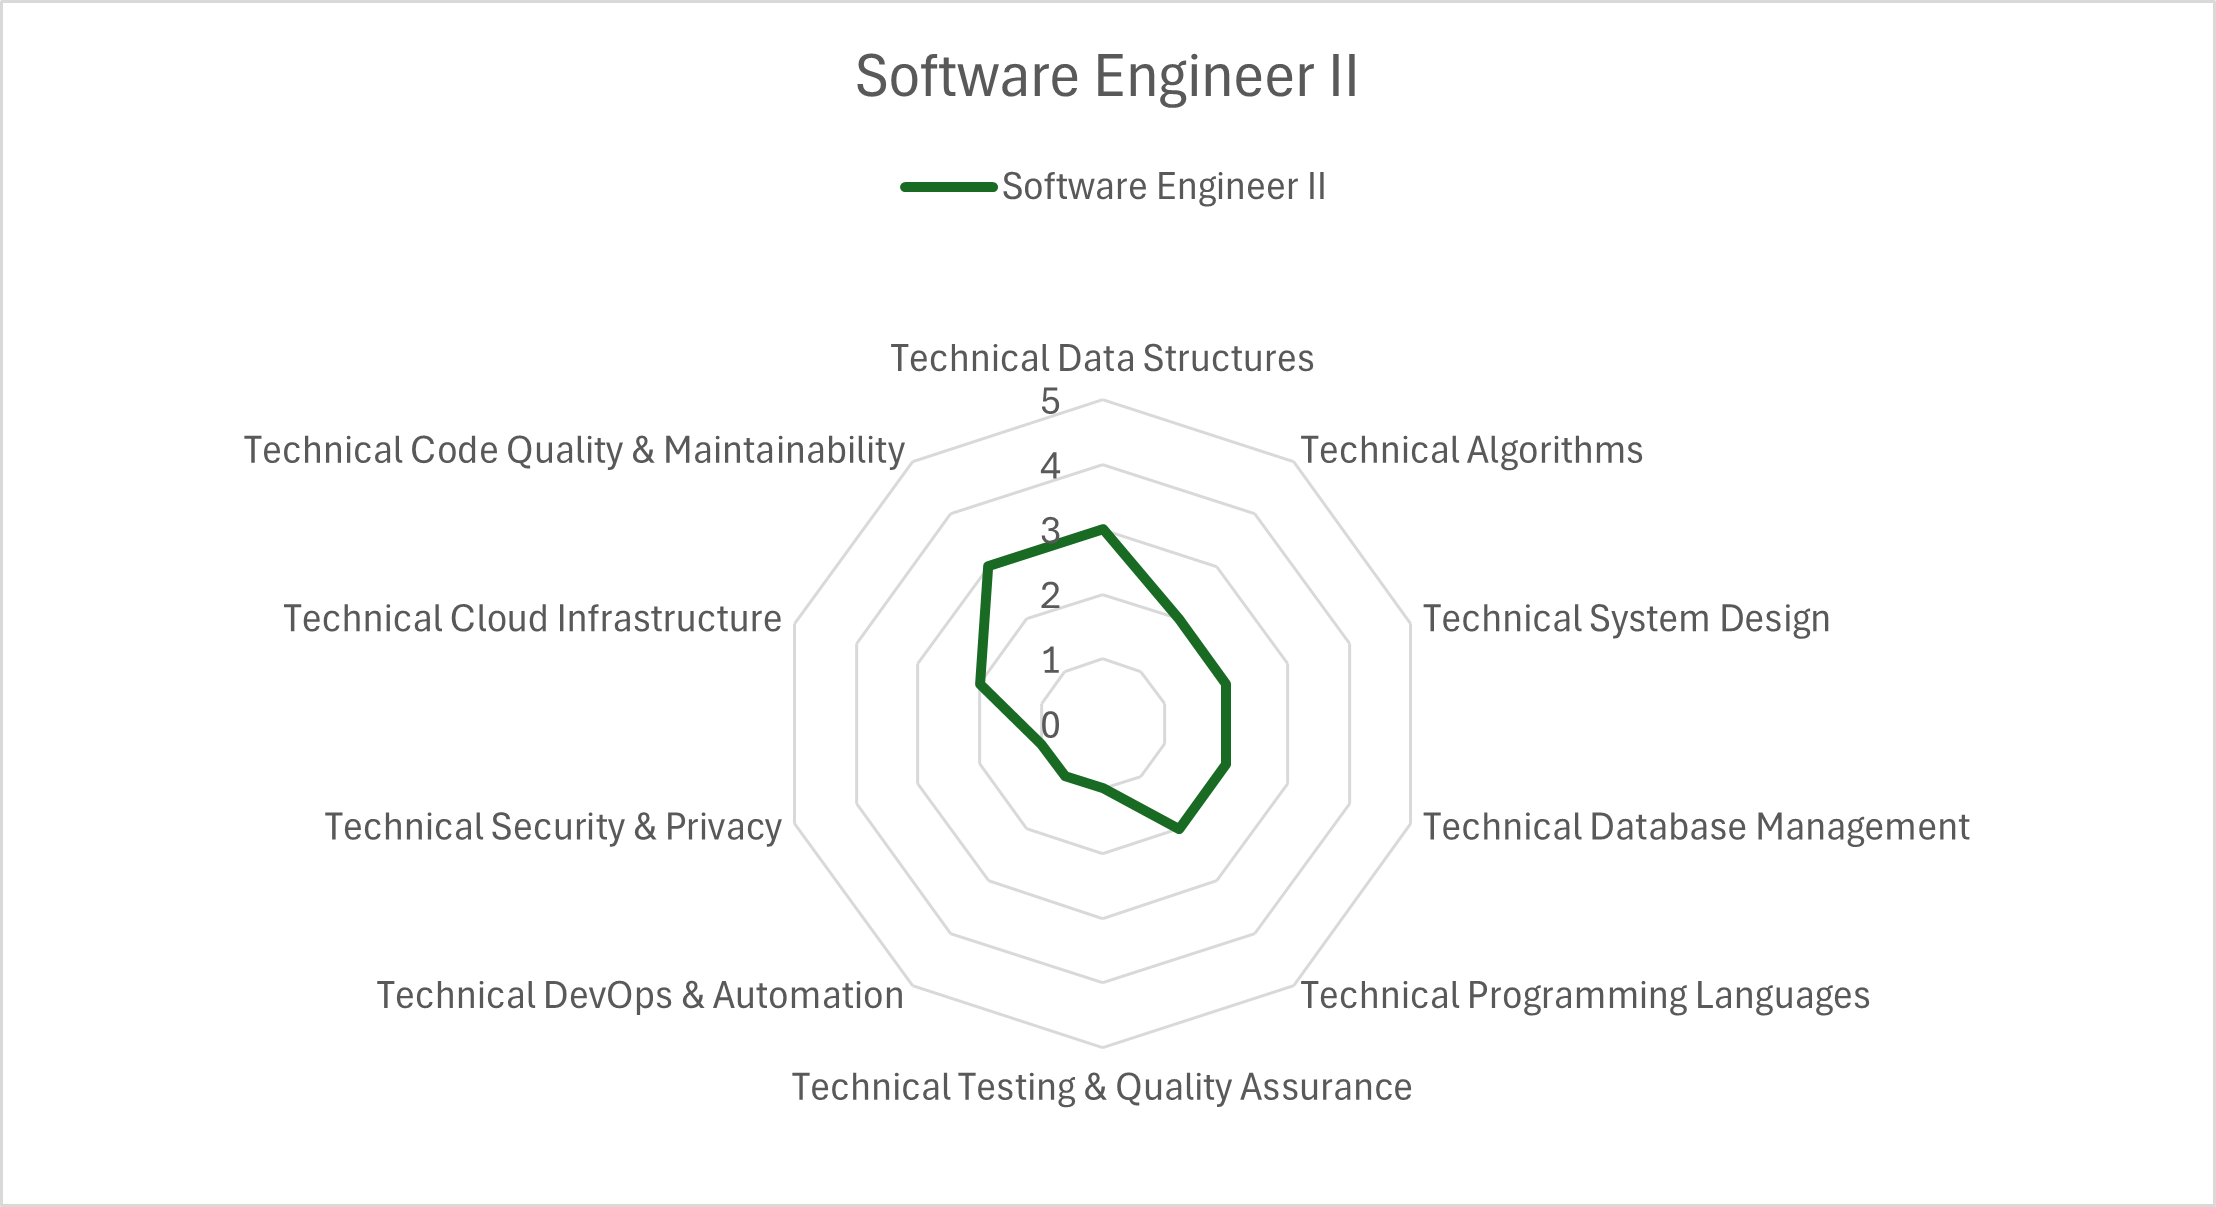 Software Engineer II
Software Engineer II
Technical Data Structures
Technical Algorithms
Technical System Design
Technical Database Management
Technical Programming Languages
Technical Testing & Quality Assurance
Technical DevOps & Automation
Technical Security & Privacy
Technical Cloud Infrastructure
Technical Code Quality & Maintainability
5
4
3
2
1
0